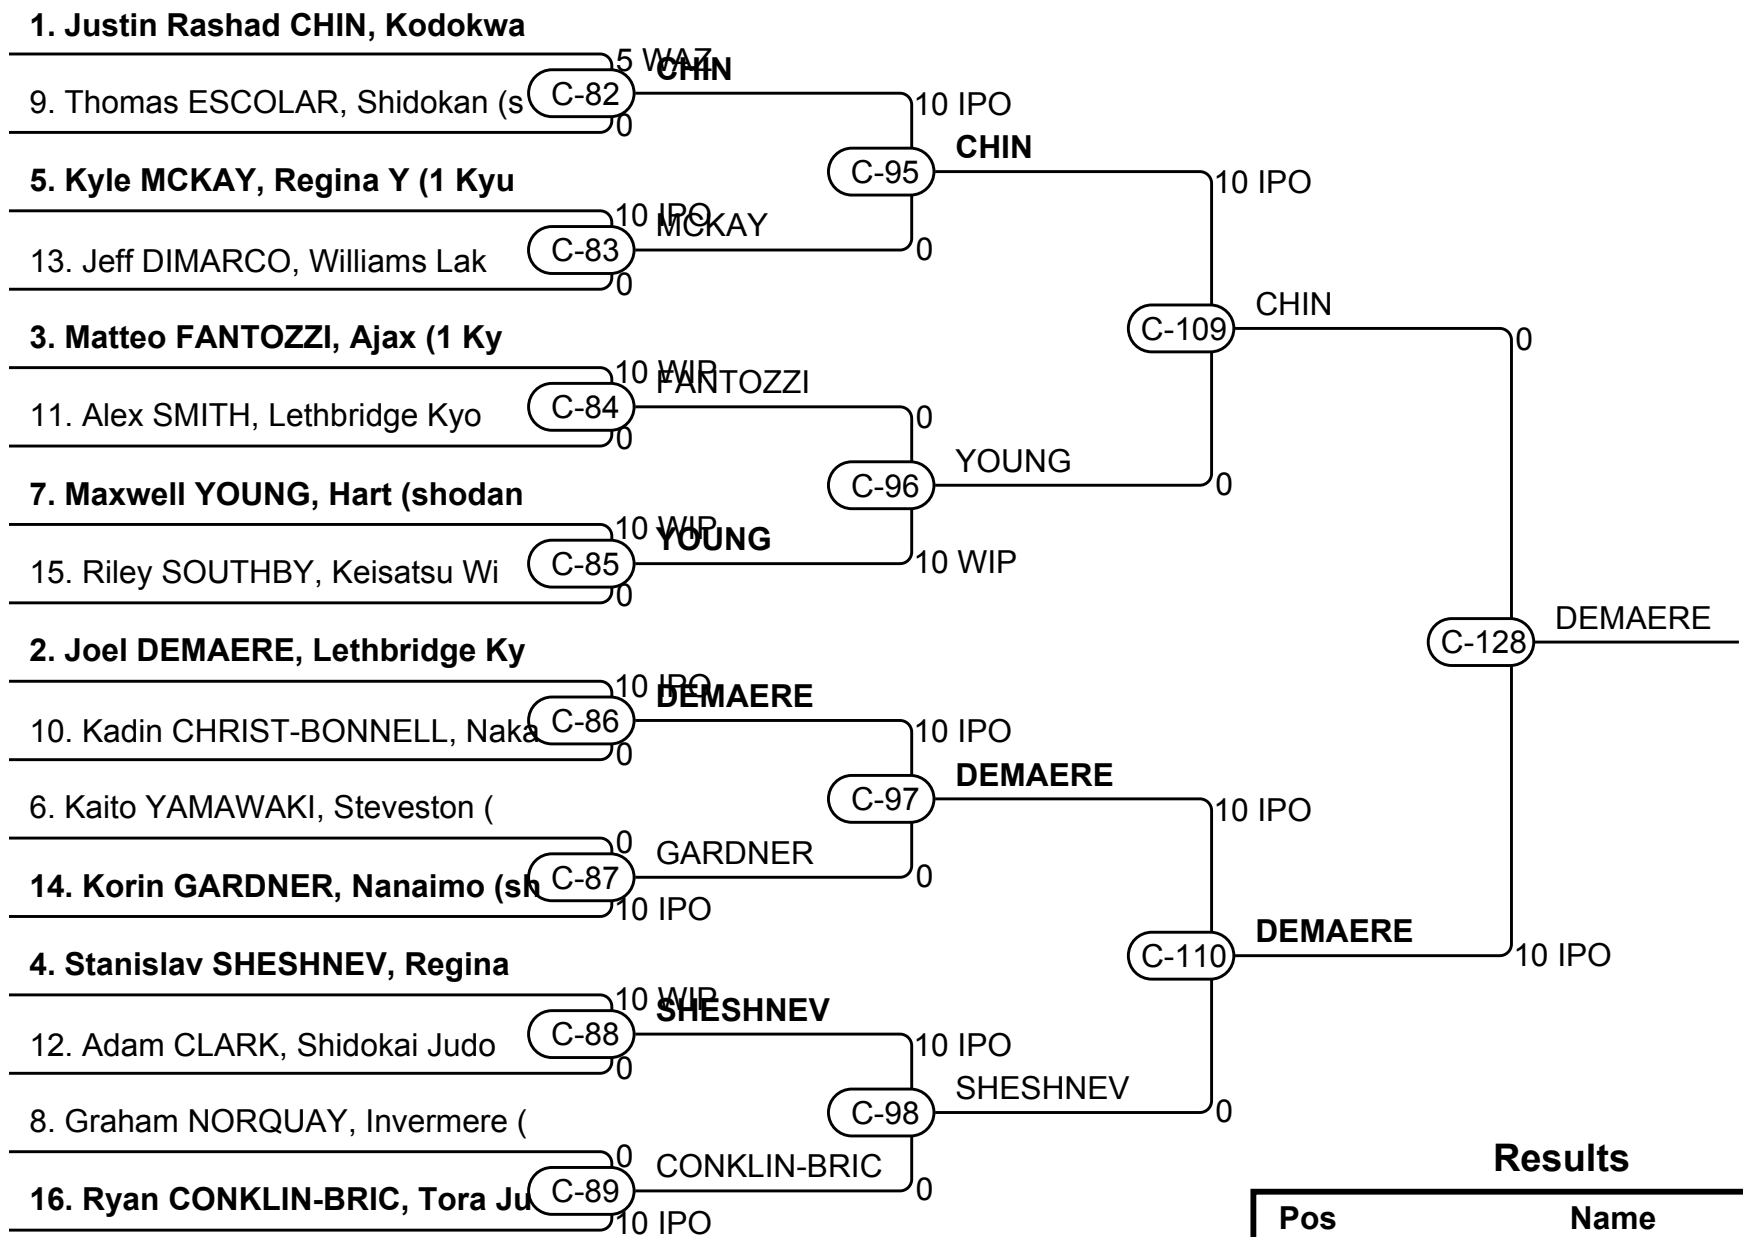 1. Justin Rashad CHIN, Kodokwa
5 WAZ
CHIN
9. Thomas ESCOLAR, Shidokan (s
C-82
0
10 IPO
CHIN
5. Kyle MCKAY, Regina Y (1 Kyu
C-95
10 IPO
10 IPO
MCKAY
13. Jeff DIMARCO, Williams Lak
C-83
0
0
CHIN
3. Matteo FANTOZZI, Ajax (1 Ky
C-109
0
10 WIP
FANTOZZI
11. Alex SMITH, Lethbridge Kyo
C-84
0
0
YOUNG
7. Maxwell YOUNG, Hart (shodan
C-96
0
10 WIP
YOUNG
15. Riley SOUTHBY, Keisatsu Wi
C-85
10 WIP
0
DEMAERE
2. Joel DEMAERE, Lethbridge Ky
C-128
10 IPO
DEMAERE
10. Kadin CHRIST-BONNELL, Naka
C-86
0
10 IPO
DEMAERE
6. Kaito YAMAWAKI, Steveston (
C-97
10 IPO
0
GARDNER
14. Korin GARDNER, Nanaimo (sh
C-87
0
10 IPO
DEMAERE
4. Stanislav SHESHNEV, Regina
C-110
10 IPO
10 WIP
SHESHNEV
12. Adam CLARK, Shidokai Judo
C-88
0
10 IPO
SHESHNEV
8. Graham NORQUAY, Invermere (
C-98
0
0
CONKLIN-BRIC
16. Ryan CONKLIN-BRIC, Tora Ju
C-89
0
10 IPO
Results
Pos Name